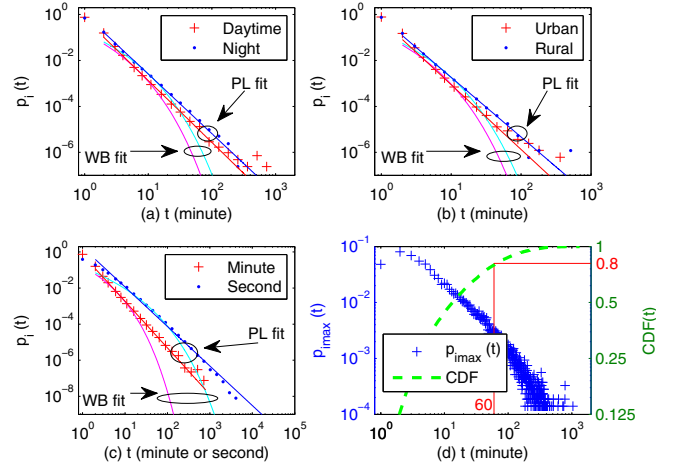 10^0
10^-2
10^-4
10^-6
p_i (t)
Daytime
Night
PL fit
WB fit
10^0 10^1 10^2 10^3
(a) t (minute)
10^0
10^-2
10^-4
10^-6
p_i (t)
Urban
Rural
PL fit
WB fit
10^0 10^1 10^2 10^3
(b) t (minute)
10^0
10^-2
10^-4
10^-6
10^-8
p_i (t)
Minute
Second
PL fit
WB fit
10^0 10^1 10^2 10^3 10^4 10^5
(c) t (minute or second)
10^-1
10^-2
10^-3
10^-4
p_imax (t)
p_imax (t)
CDF
60
1
0.8
0.5
0.25
0.125
CDF(t)
10^0 10^1 10^2 10^3
(d) t (minute)